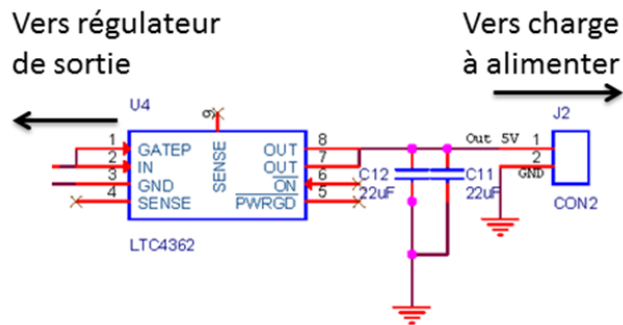 Vers régulateur
de sortie
Vers charge
à alimenter
U4
J2
9
SENSE
1 GATEP
2 IN
3 GND
4 SENSE
OUT 8
OUT 7
ON 6
PWRGD 5
LTC4362
C12
22uF
C11
22uF
Out 5V 1
GND 2
CON2